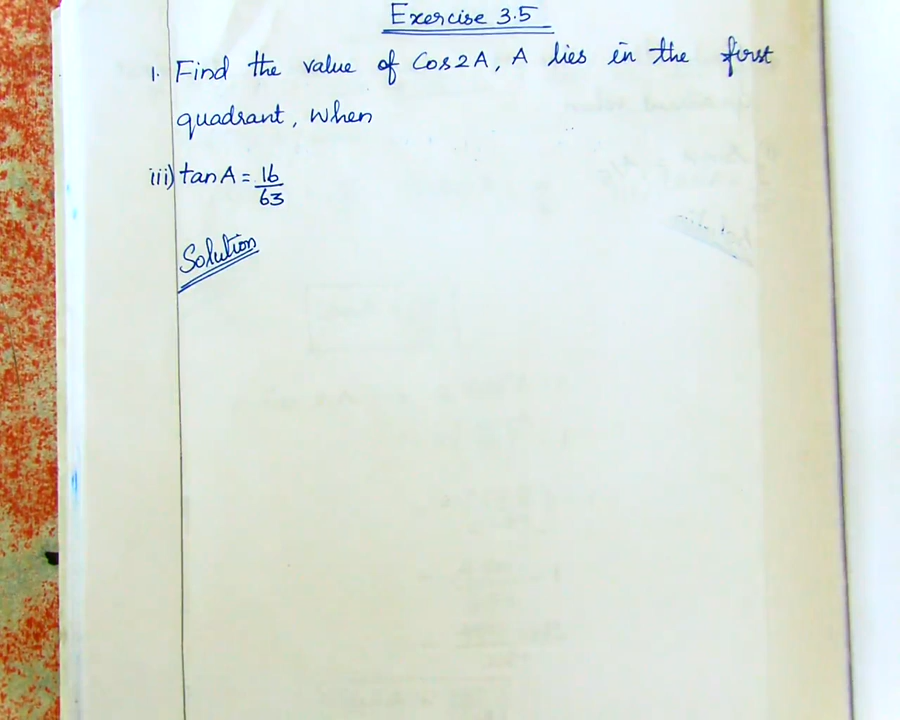 Exercise 3.5
1. Find the value of Cos2A, A lies in the first
quadrant, when
iii) tan A = 16/63
Solution